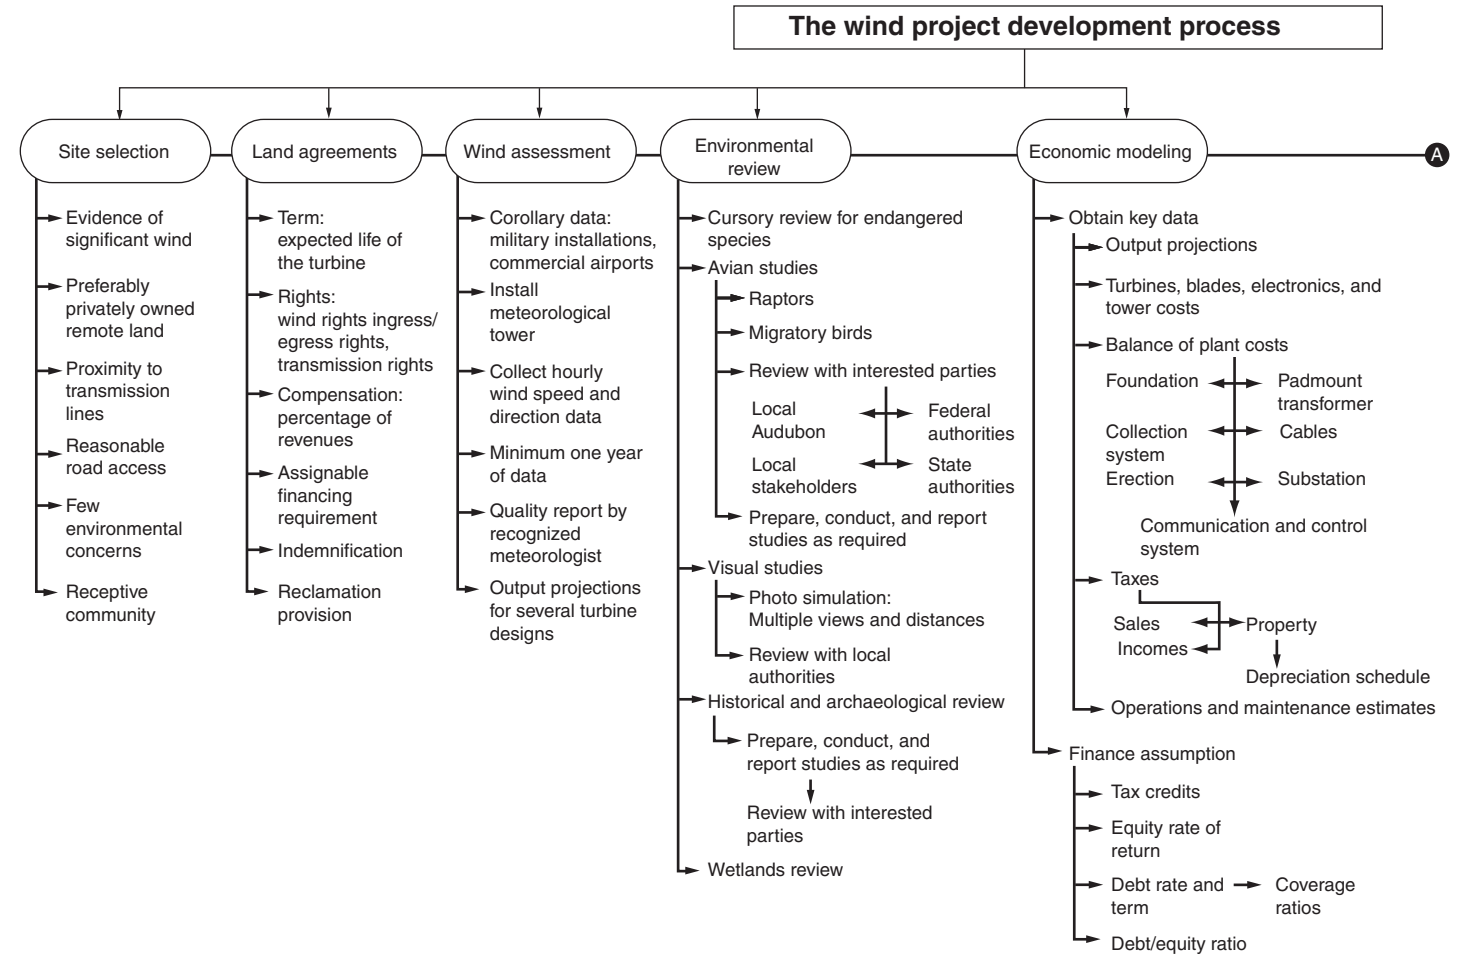 The wind project development process
Site selection
Land agreements
Wind assessment
Environmental
review
Economic modeling
A
Evidence of
significant wind
Preferably
privately owned
remote land
Proximity to
transmission
lines
Reasonable
road access
Few
environmental
concerns
Receptive
community
Term:
expected life of
the turbine
Rights:
wind rights ingress/
egress rights,
transmission rights
Compensation:
percentage of
revenues
Assignable
financing
requirement
Indemnification
Reclamation
provision
Corollary data:
military installations,
commercial airports
Install
meteorological
tower
Collect hourly
wind speed and
direction data
Minimum one year
of data
Quality report by
recognized
meteorologist
Output projections
for several turbine
designs
Cursory review for endangered
species
Avian studies
Raptors
Migratory birds
Review with interested parties
Local
Audubon
Federal
authorities
Local
stakeholders
State
authorities
Prepare, conduct, and report
studies as required
Visual studies
Photo simulation:
Multiple views and distances
Review with local
authorities
Historical and archaeological review
Prepare, conduct, and
report studies as required
Review with interested
parties
Wetlands review
Obtain key data
Output projections
Turbines, blades, electronics, and
tower costs
Balance of plant costs
Foundation
Padmount
transformer
Collection
system
Cables
Erection
Substation
Communication and control
system
Taxes
Sales
Property
Incomes
Depreciation schedule
Operations and maintenance estimates
Finance assumption
Tax credits
Equity rate of
return
Debt rate and
term
Coverage
ratios
Debt/equity ratio